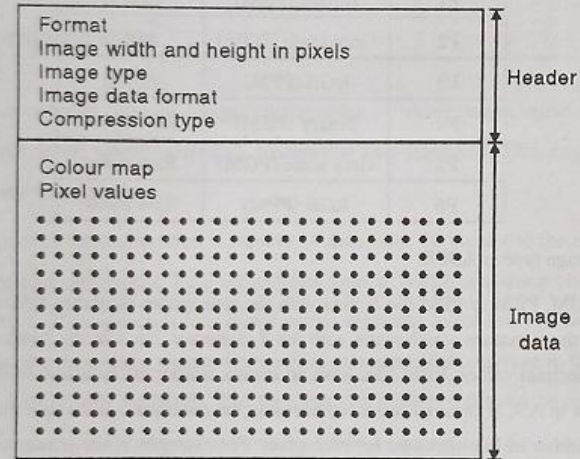 Format
Image width and height in pixels
Image type
Image data format
Compression type
Header
Colour map
Pixel values
Image
data